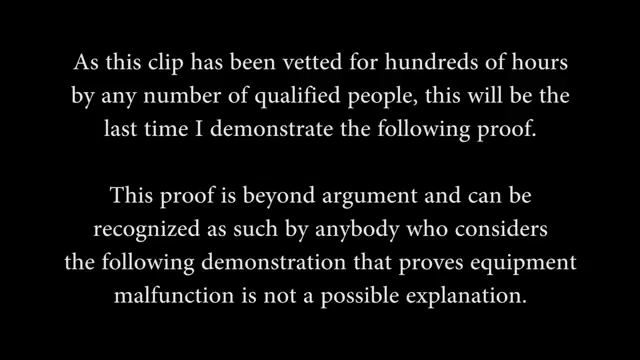 As this clip has been vetted for hundreds of hours
by any number of qualified people, this will be the
last time I demonstrate the following proof.
This proof is beyond argument and can be
recognized as such by anybody who considers
the following demonstration that proves equipment
malfunction is not a possible explanation.